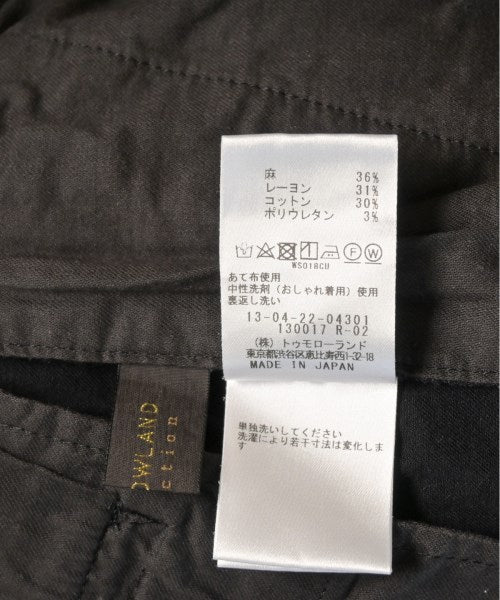 麻 36%
レーヨン 31%
コットン 30%
ポリウレタン 3%
F W
WS018CU
あて布使用
中性洗剤(おしゃれ着用)使用
裏返し洗い
13-04-22-04301
130017 R-02
(株)トゥモローランド
東京都渋谷区恵比寿西1-32-18
MADE IN JAPAN
単独洗いしてください
洗濯により若干寸法は変化しま
す
OWLAND
ction